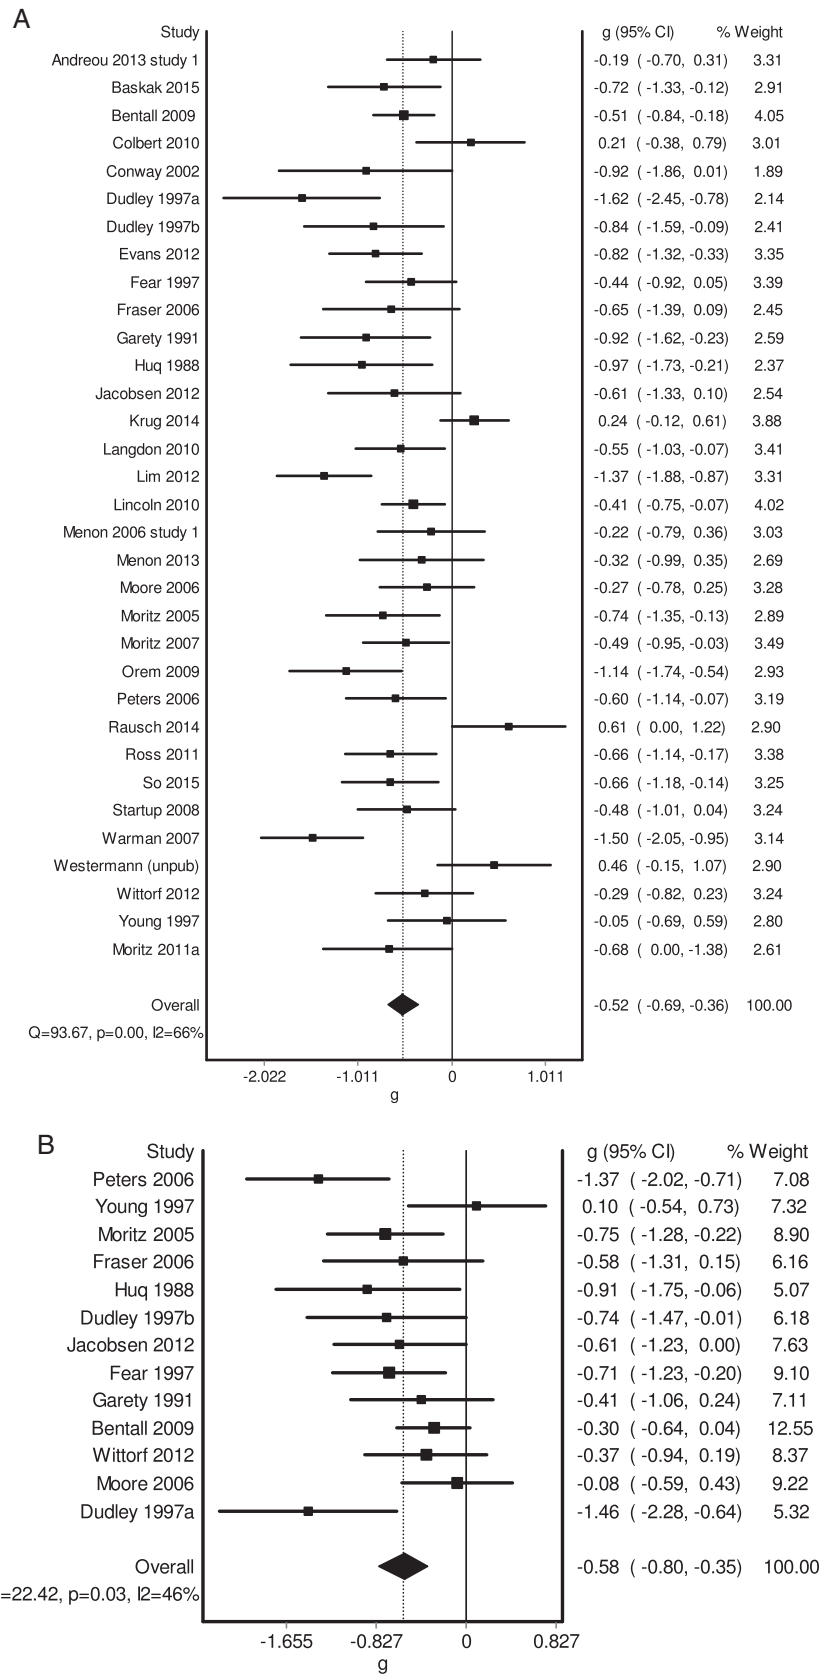 A
Study g (95% CI) % Weight
Andreou 2013 study 1 -0.19 ( -0.70, 0.31) 3.31
Baskak 2015 -0.72 ( -1.33, -0.12) 2.91
Bentall 2009 -0.51 ( -0.84, -0.18) 4.05
Colbert 2010 0.21 ( -0.38, 0.79) 3.01
Conway 2002 -0.92 ( -1.86, 0.01) 1.89
Dudley 1997a -1.62 ( -2.45, -0.78) 2.14
Dudley 1997b -0.84 ( -1.59, -0.09) 2.41
Evans 2012 -0.82 ( -1.32, -0.33) 3.35
Fear 1997 -0.44 ( -0.92, 0.05) 3.39
Fraser 2006 -0.65 ( -1.39, 0.09) 2.45
Garety 1991 -0.92 ( -1.62, -0.23) 2.59
Huq 1988 -0.97 ( -1.73, -0.21) 2.37
Jacobsen 2012 -0.61 ( -1.33, 0.10) 2.54
Krug 2014 0.24 ( -0.12, 0.61) 3.88
Langdon 2010 -0.55 ( -1.03, -0.07) 3.41
Lim 2012 -1.37 ( -1.88, -0.87) 3.31
Lincoln 2010 -0.41 ( -0.75, -0.07) 4.02
Menon 2006 study 1 -0.22 ( -0.79, 0.36) 3.03
Menon 2013 -0.32 ( -0.99, 0.35) 2.69
Moore 2006 -0.27 ( -0.78, 0.25) 3.28
Moritz 2005 -0.74 ( -1.35, -0.13) 2.89
Moritz 2007 -0.49 ( -0.95, -0.03) 3.49
Orem 2009 -1.14 ( -1.74, -0.54) 2.93
Peters 2006 -0.60 ( -1.14, -0.07) 3.19
Rausch 2014 0.61 ( 0.00, 1.22) 2.90
Ross 2011 -0.66 ( -1.14, -0.17) 3.38
So 2015 -0.66 ( -1.18, -0.14) 3.25
Startup 2008 -0.48 ( -1.01, 0.04) 3.24
Warman 2007 -1.50 ( -2.05, -0.95) 3.14
Westermann (unpub) 0.46 ( -0.15, 1.07) 2.90
Wittorf 2012 -0.29 ( -0.82, 0.23) 3.24
Young 1997 -0.05 ( -0.69, 0.59) 2.80
Moritz 2011a -0.68 ( 0.00, -1.38) 2.61
Overall -0.52 ( -0.69, -0.36) 100.00
Q=93.67, p=0.00, I2=66%
-2.022 -1.011 0 1.011
g
B
Study g (95% CI) % Weight
Peters 2006 -1.37 ( -2.02, -0.71) 7.08
Young 1997 0.10 ( -0.54, 0.73) 7.32
Moritz 2005 -0.75 ( -1.28, -0.22) 8.90
Fraser 2006 -0.58 ( -1.31, 0.15) 6.16
Huq 1988 -0.91 ( -1.75, -0.06) 5.07
Dudley 1997b -0.74 ( -1.47, -0.01) 6.18
Jacobsen 2012 -0.61 ( -1.23, 0.00) 7.63
Fear 1997 -0.71 ( -1.23, -0.20) 9.10
Garety 1991 -0.41 ( -1.06, 0.24) 7.11
Bentall 2009 -0.30 ( -0.64, 0.04) 12.55
Wittorf 2012 -0.37 ( -0.94, 0.19) 8.37
Moore 2006 -0.08 ( -0.59, 0.43) 9.22
Dudley 1997a -1.46 ( -2.28, -0.64) 5.32
Overall -0.58 ( -0.80, -0.35) 100.00
=22.42, p=0.03, I2=46%
-1.655 -0.827 0 0.827
g